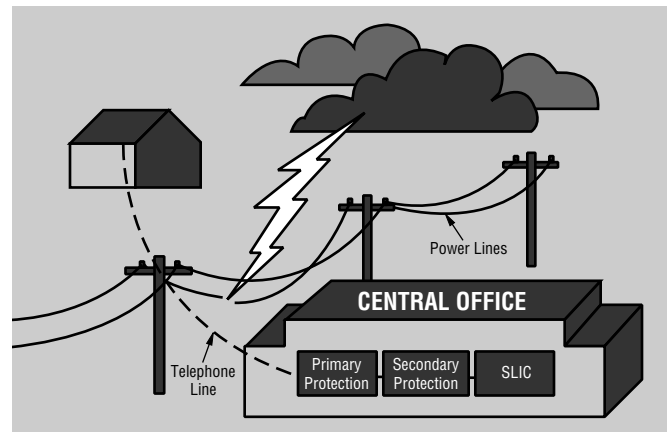 Power Lines
CENTRAL OFFICE
Telephone
Line
Primary
Protection
Secondary
Protection
SLIC